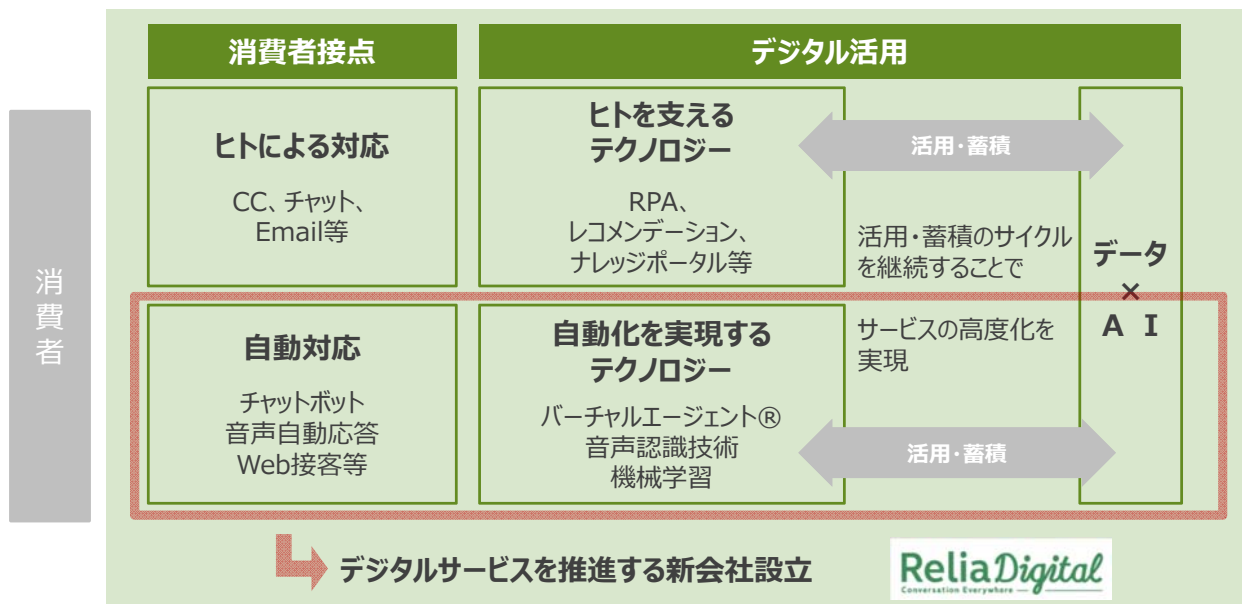 消費者接点
デジタル活用
消費者
ヒトによる対応
CC、チャット、
Email等
ヒトを支える
テクノロジー
RPA、
レコメンデーション、
ナレッジポータル等
活用・蓄積
活用・蓄積のサイクル
を継続することで
サービスの高度化を
実現
データ
×
A I
自動対応
チャットボット
音声自動応答
Web接客等
自動化を実現する
テクノロジー
バーチャルエージェント®
音声認識技術
機械学習
活用・蓄積
デジタルサービスを推進する新会社設立
ReliaDigital
Conversation Everywhere